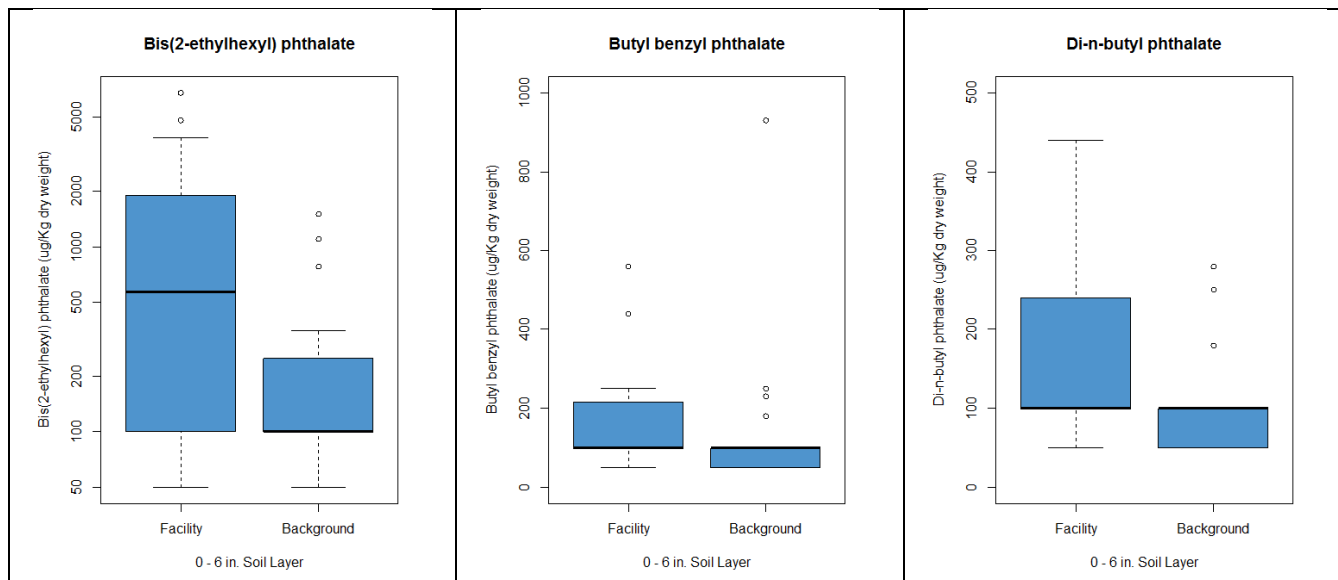 Bis(2-ethylhexyl) phthalate
Bis(2-ethylhexyl) phthalate (ug/Kg dry weight)
5000
2000
1000
500
200
100
50
Facility Background
0 - 6 in. Soil Layer
Butyl benzyl phthalate
Butyl benzyl phthalate (ug/Kg dry weight)
1000
800
600
400
200
0
Facility Background
0 - 6 in. Soil Layer
Di-n-butyl phthalate
Di-n-butyl phthalate (ug/Kg dry weight)
500
400
300
200
100
0
Facility Background
0 - 6 in. Soil Layer